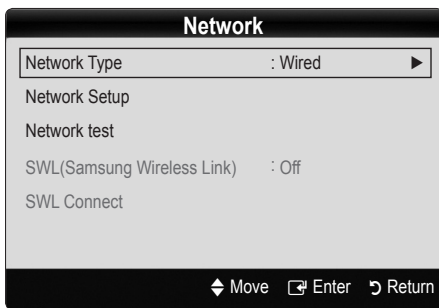 Network
Network Type : Wired ►
Network Setup
Network test
SWL(Samsung Wireless Link) : Off
SWL Connect
Move Enter Return